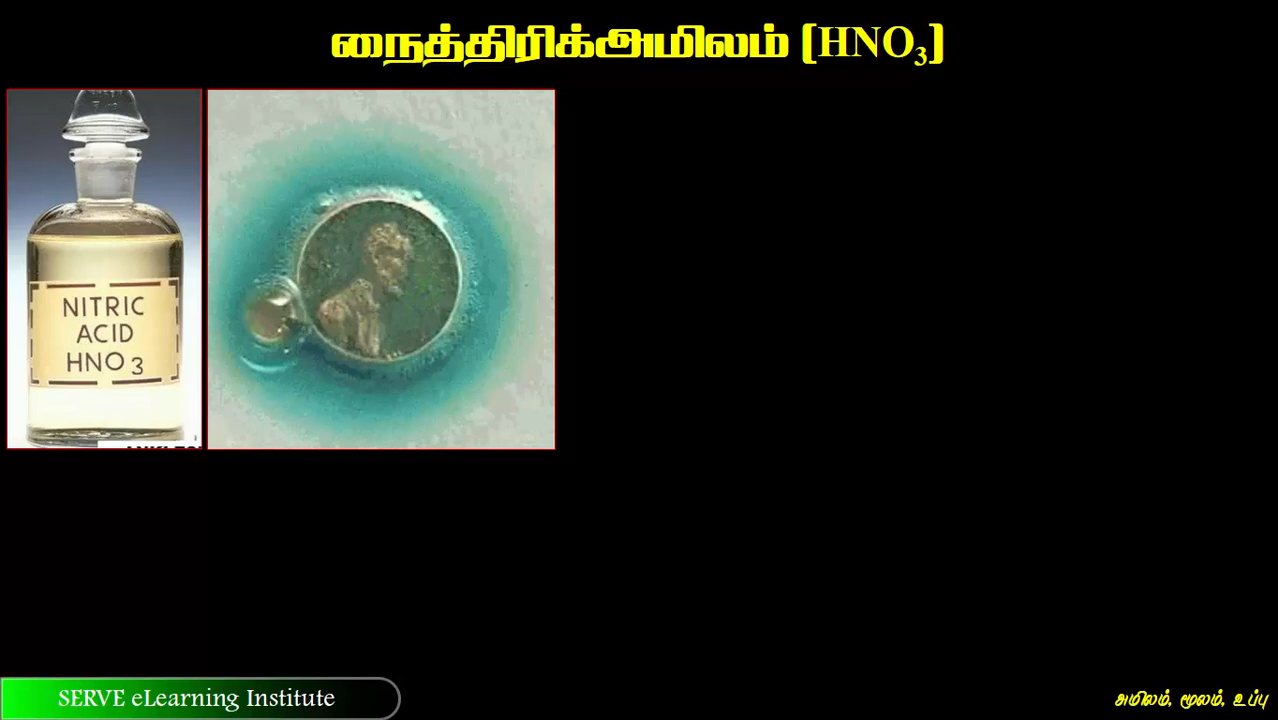 நைத்திரிக்அமிலம் (HNO₃)
NITRIC
ACID
HNO 3
SERVE eLearning Institute
அமிலம், மூலம், உப்பு